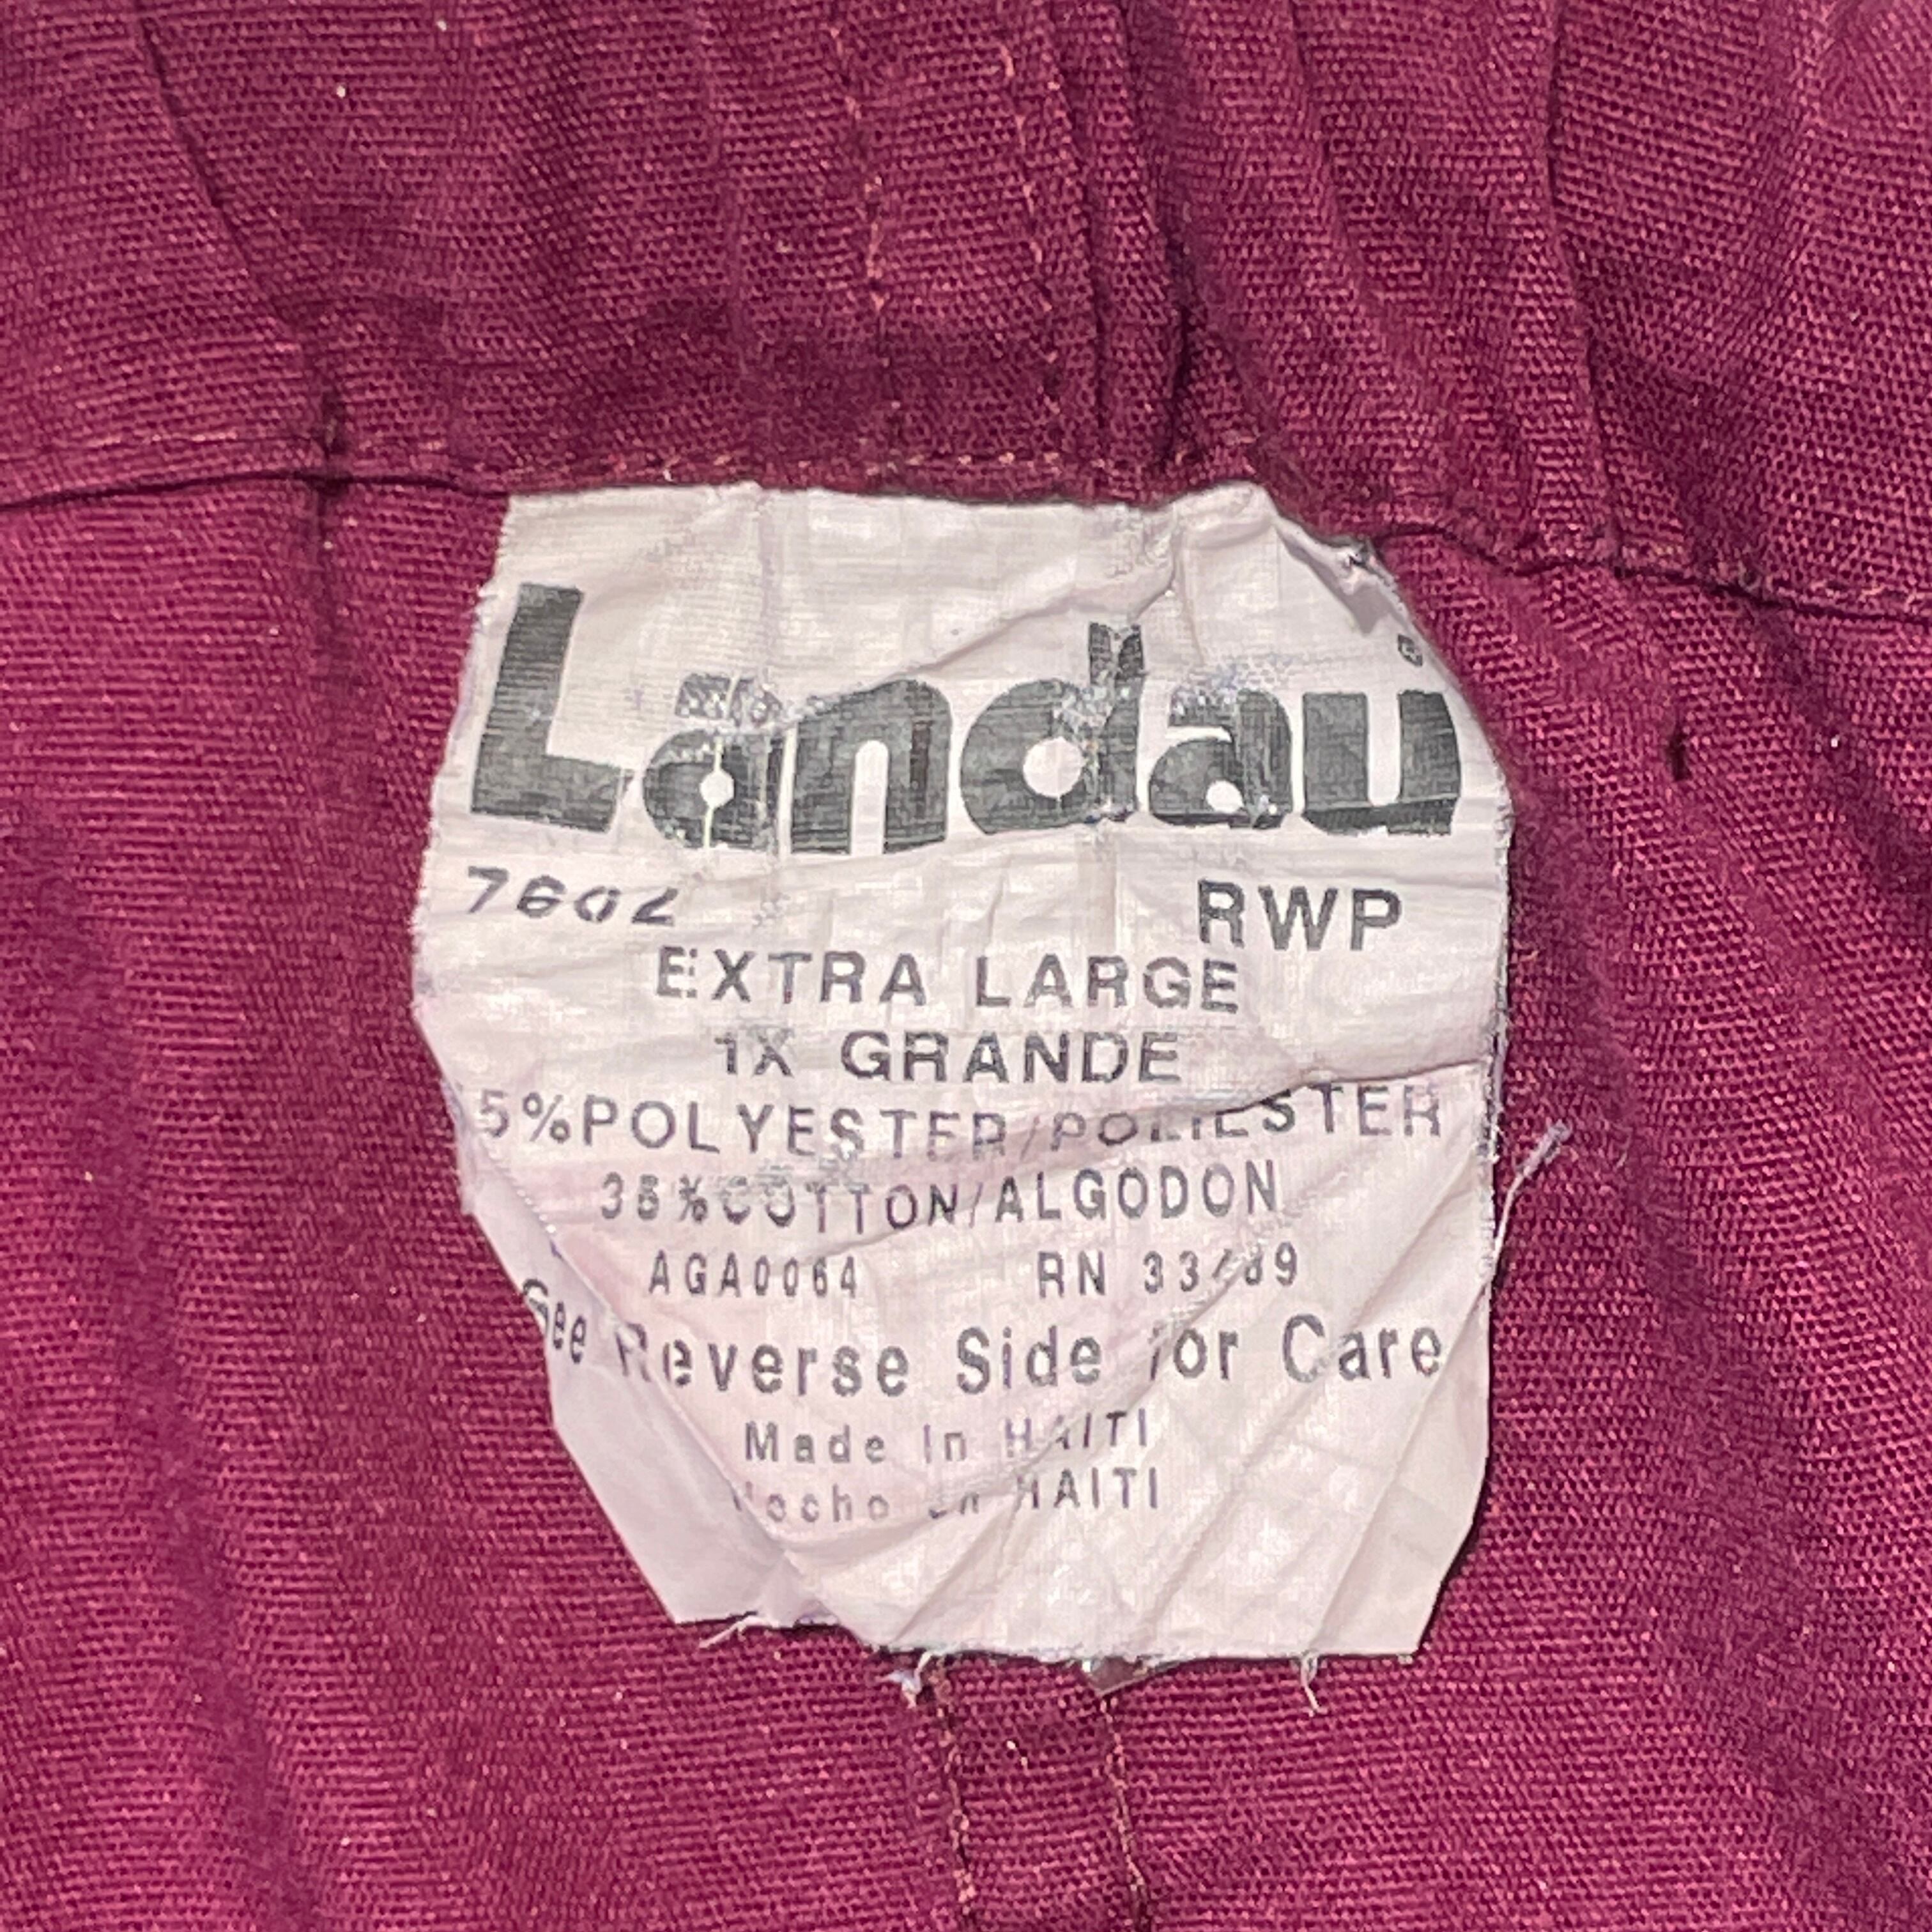 Landau®
7602 RWP
EXTRA LARGE
1X GRANDE
5%POLYESTER/POLIESTER
35%COTTON/ALGODON
AGA0064 RN
See Reverse Side for Care
Made In HAITI
Hecho en HAITI